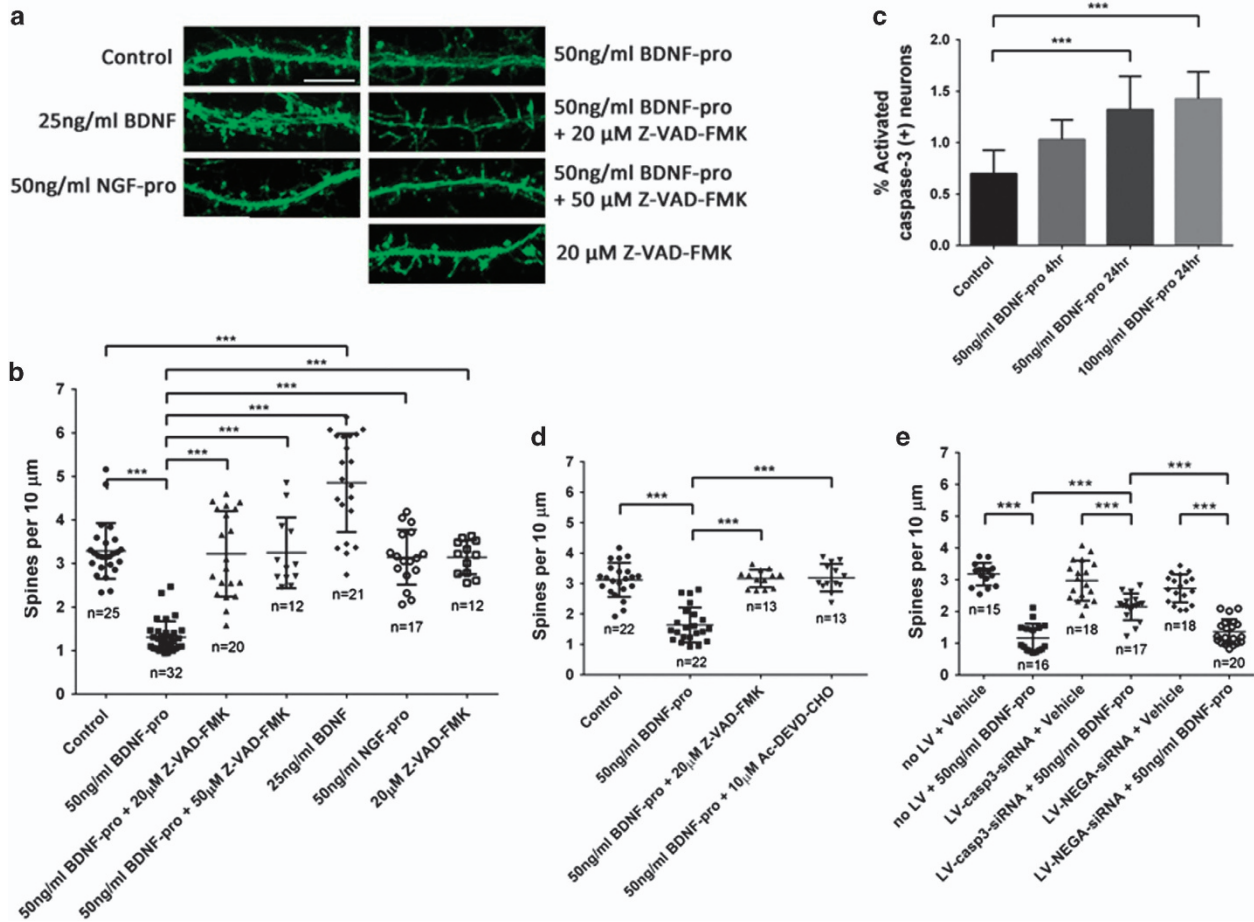 a
Control
25ng/ml BDNF
50ng/ml NGF-pro
50ng/ml BDNF-pro
50ng/ml BDNF-pro
+ 20 µM Z-VAD-FMK
50ng/ml BDNF-pro
+ 50 µM Z-VAD-FMK
20 µM Z-VAD-FMK
c
***
***
% Activated
caspase-3 (+) neurons
2.0
1.5
1.0
0.5
0.0
Control
50ng/ml BDNF-pro 4hr
50ng/ml BDNF-pro 24hr
100ng/ml BDNF-pro 24hr
b
***
***
***
***
***
***
***
Spines per 10 µm
7
6
5
4
3
2
1
0
n=25
n=32
n=20
n=12
n=21
n=17
n=12
Control
50ng/ml BDNF-pro
50ng/ml BDNF-pro + 20µM Z-VAD-FMK
50ng/ml BDNF-pro + 50µM Z-VAD-FMK
25ng/ml BDNF
50ng/ml NGF-pro
20µM Z-VAD-FMK
d
***
***
***
Spines per 10 µm
7
6
5
4
3
2
1
0
n=22
n=22
n=13
n=13
Control
50ng/ml BDNF-pro
50ng/ml BDNF-pro + 20µM Z-VAD-FMK
50ng/ml BDNF-pro + 10µM Ac-DEVD-CHO
e
***
***
***
***
***
Spines per 10 µm
7
6
5
4
3
2
1
0
n=15
n=16
n=18
n=17
n=18
n=20
no LV + Vehicle
no LV + 50ng/ml BDNF-pro
LV-casp3-siRNA + Vehicle
LV-casp3-siRNA + 50ng/ml BDNF-pro
LV-NEGA-siRNA + Vehicle
LV-NEGA-siRNA + 50ng/ml BDNF-pro